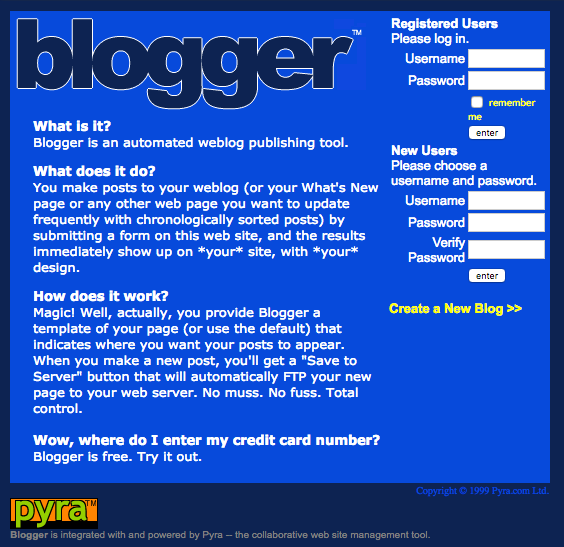 blogger™
What is it?
Blogger is an automated weblog publishing tool.
What does it do?
You make posts to your weblog (or your What's New
page or any other web page you want to update
frequently with chronologically sorted posts) by
submitting a form on this web site, and the results
immediately show up on *your* site, with *your*
design.
How does it work?
Magic! Well, actually, you provide Blogger a
template of your page (or use the default) that
indicates where you want your posts to appear.
When you make a new post, you'll get a "Save to
Server" button that will automatically FTP your new
page to your web server. No muss. No fuss. Total
control.
Wow, where do I enter my credit card number?
Blogger is free. Try it out.
Registered Users
Please log in.
Username
Password
remember
me
enter
New Users
Please choose a
username and password.
Username
Password
Verify
Password
enter
Create a New Blog >>
Copyright © 1999 Pyra.com Ltd.
pyra™
Blogger is integrated with and powered by Pyra -- the collaborative web site management tool.